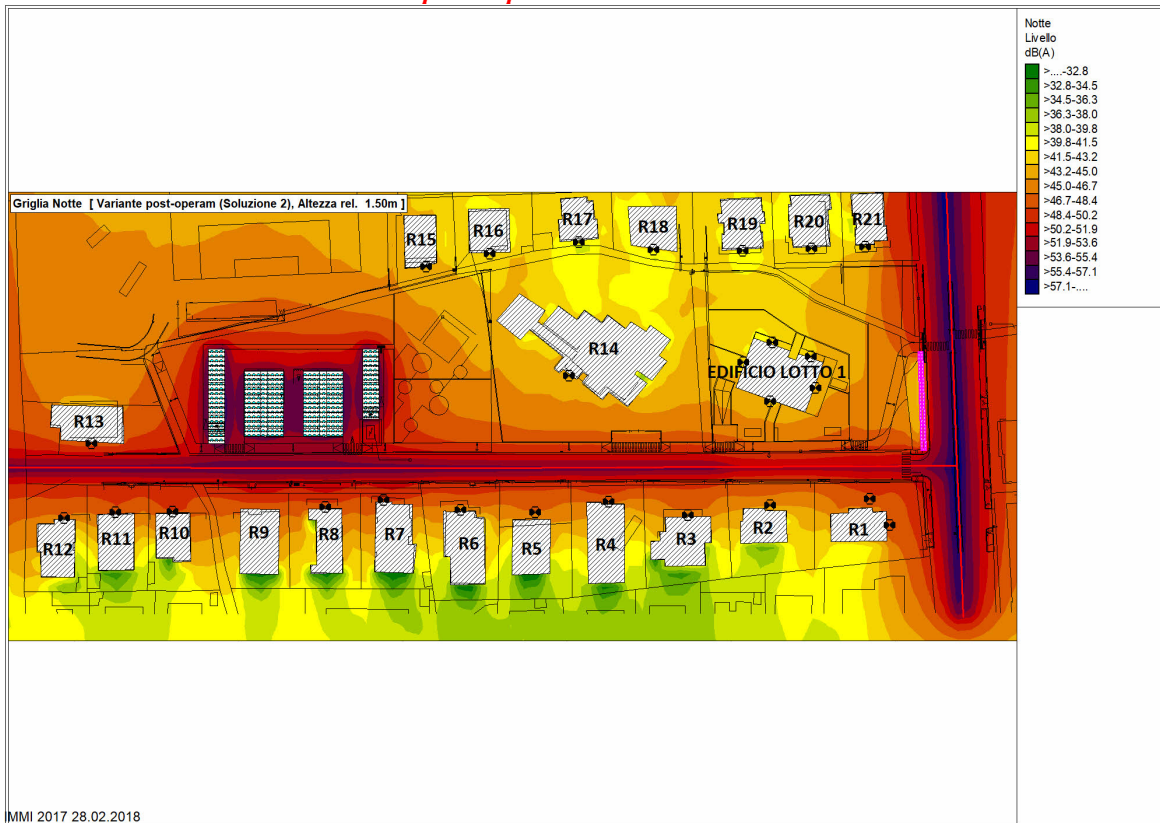 Notte
Livello
dB(A)
>....-32.8
>32.8-34.5
>34.5-36.3
>36.3-38.0
>38.0-39.8
>39.8-41.5
>41.5-43.2
>43.2-45.0
>45.0-46.7
>46.7-48.4
>48.4-50.2
>50.2-51.9
>51.9-53.6
>53.6-55.4
>55.4-57.1
>57.1-....
Griglia Notte [ Variante post-operam (Soluzione 2), Altezza rel. 1.50m ]
R15
R16
R17
R18
R19
R20
R21
R14
EDIFICIO LOTTO 1
R13
R12
R11
R10
R9
R8
R7
R6
R5
R4
R3
R2
R1
IMMI 2017 28.02.2018